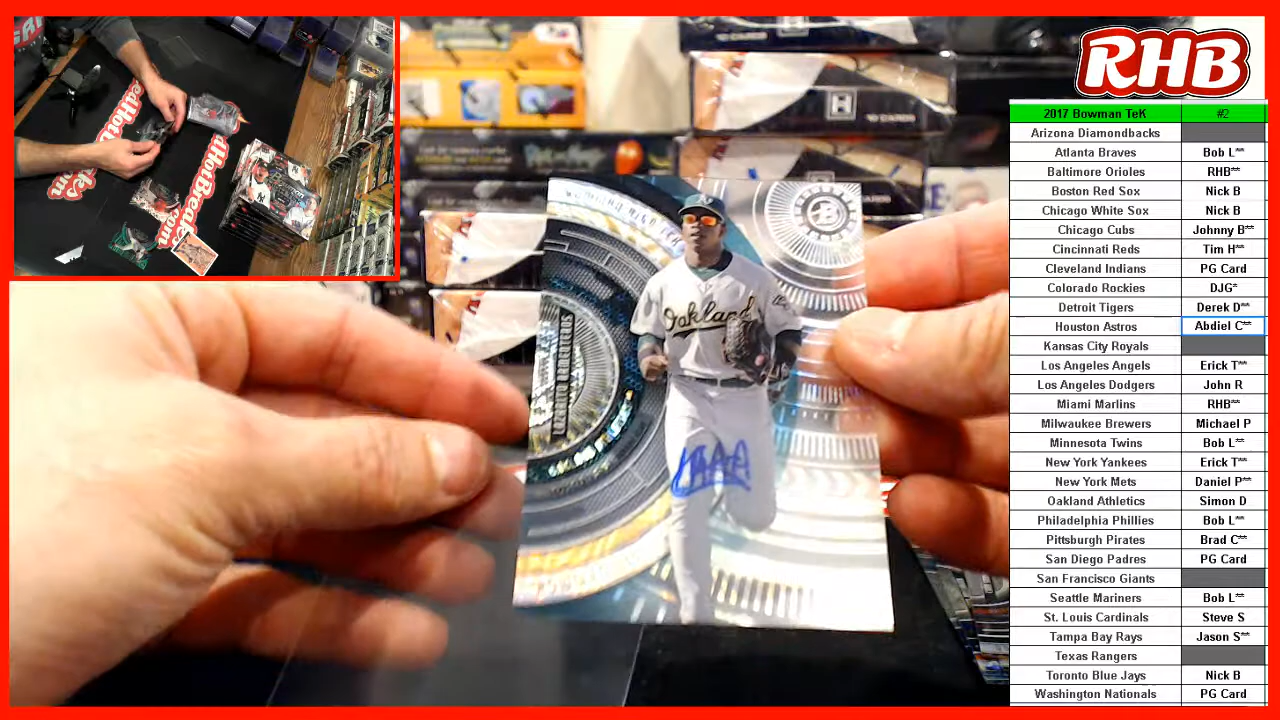 RHB
2017 Bowman TeK #2
Arizona Diamondbacks
Atlanta Braves Bob L**
Baltimore Orioles RHB**
Boston Red Sox Nick B
Chicago White Sox Nick B
Chicago Cubs Johnny B**
Cincinnati Reds Tim H**
Cleveland Indians PG Card
Colorado Rockies DJG*
Detroit Tigers Derek D**
Houston Astros Abdiel C**
Kansas City Royals
Los Angeles Angels Erick T**
Los Angeles Dodgers John R
Miami Marlins RHB**
Milwaukee Brewers Michael P
Minnesota Twins Bob L**
New York Yankees Erick T**
New York Mets Daniel P**
Oakland Athletics Simon D
Philadelphia Phillies Bob L**
Pittsburgh Pirates Brad C**
San Diego Padres PG Card
San Francisco Giants
Seattle Mariners Bob L**
St. Louis Cardinals Steve S
Tampa Bay Rays Jason S**
Texas Rangers
Toronto Blue Jays Nick B
Washington Nationals PG Card
Oakland
LAZARITO ARMENTEROS